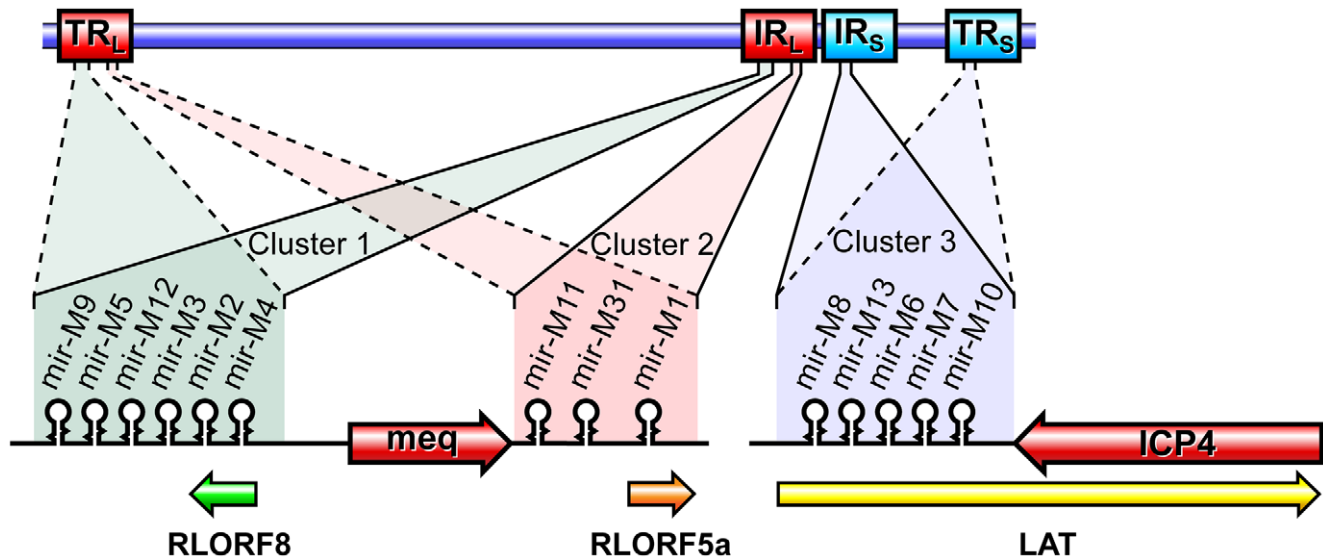 TRL IRL IRS TRS
Cluster 1 Cluster 2 Cluster 3
mir-M9 mir-M5 mir-M12 mir-M3 mir-M2 mir-M4 mir-M11 mir-M31 mir-M1 mir-M8 mir-M13 mir-M6 mir-M7 mir-M10
meq ICP4
RLORF8 RLORF5a LAT